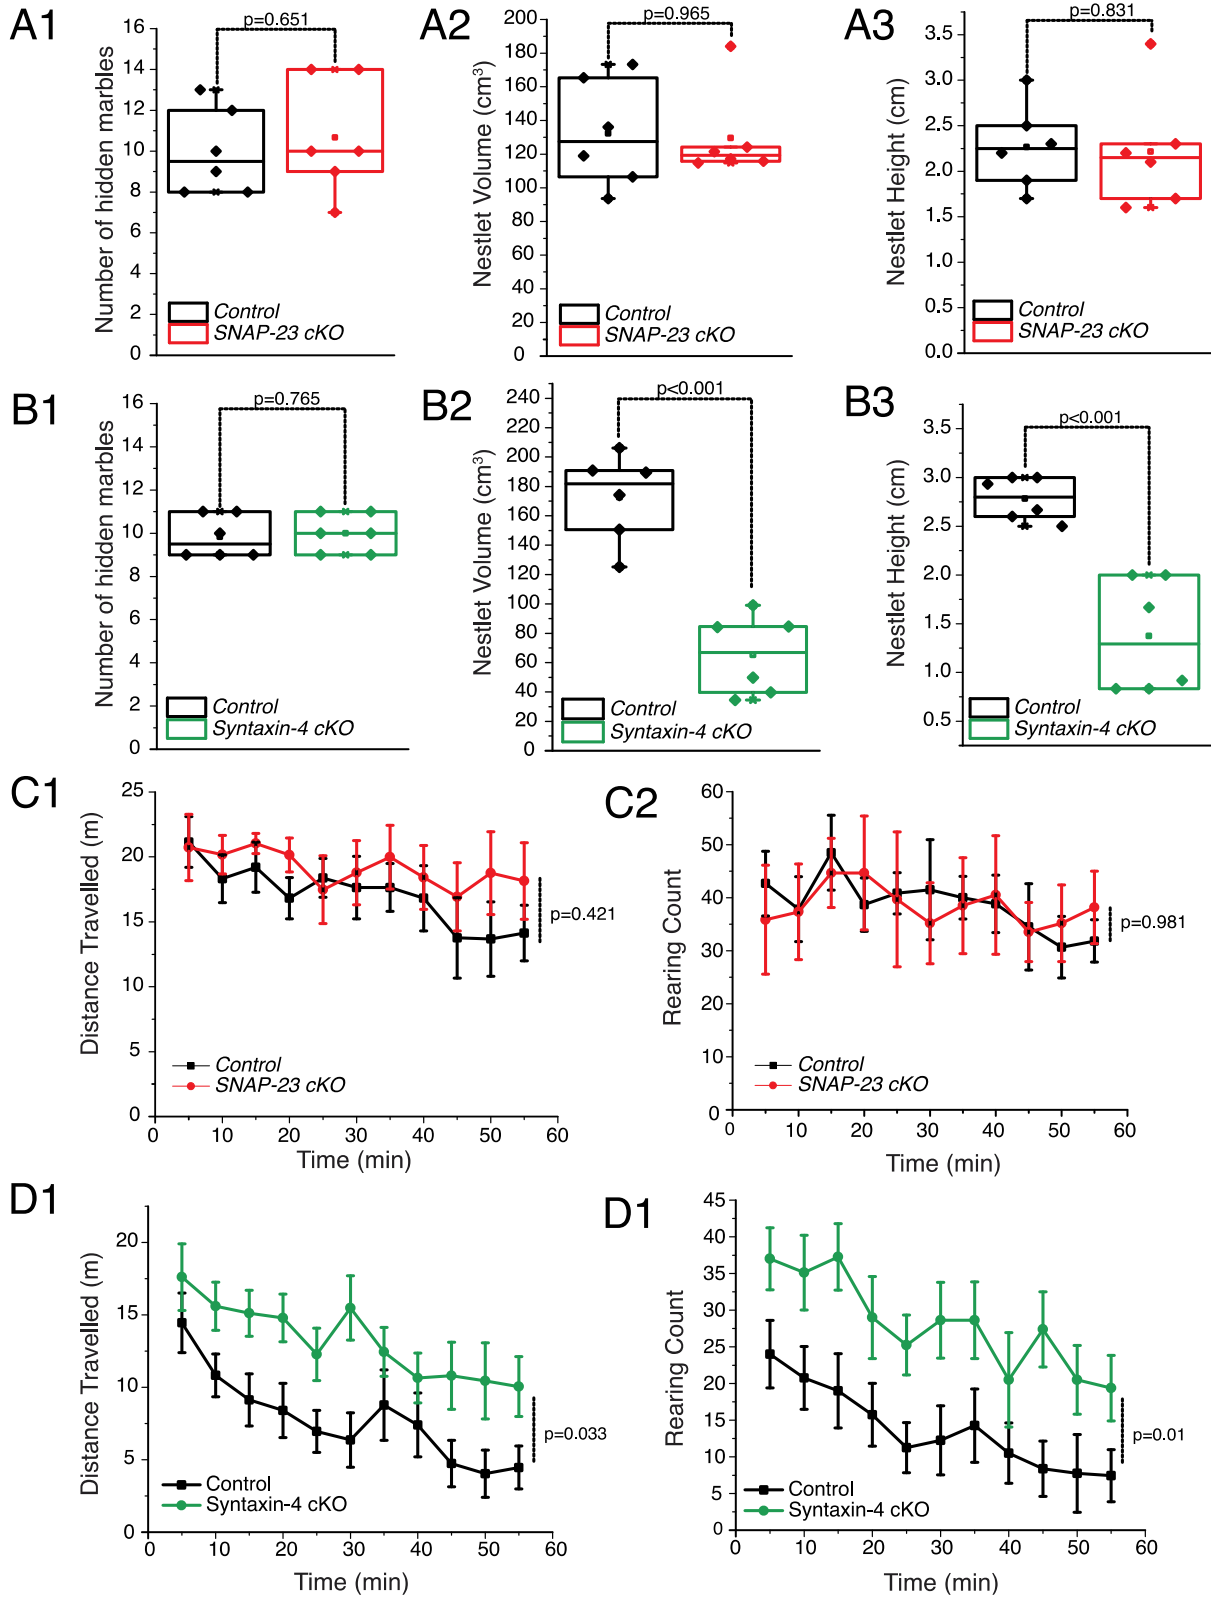 A1
Number of hidden marbles
16
14
12
10
8
6
4
2
0
p=0.651
Control
SNAP-23 cKO
A2
Nestlet Volume (cm³)
200
180
160
140
120
100
80
60
40
20
0
p=0.965
Control
SNAP-23 cKO
A3
Nestlet Height (cm)
3.5
3.0
2.5
2.0
1.5
1.0
0.5
0.0
p=0.831
Control
SNAP-23 cKO
B1
Number of hidden marbles
16
14
12
10
8
6
4
2
0
p=0.765
Control
Syntaxin-4 cKO
B2
Nestlet Volume (cm³)
240
220
200
180
160
140
120
100
80
60
40
20
0
p<0.001
Control
Syntaxin-4 cKO
B3
Nestlet Height (cm)
3.5
3.0
2.5
2.0
1.5
1.0
0.5
p<0.001
Control
Syntaxin-4 cKO
C1
Distance Travelled (m)
25
20
15
10
5
0
p=0.421
Control
SNAP-23 cKO
0 10 20 30 40 50 60
Time (min)
C2
Rearing Count
60
50
40
30
20
10
0
p=0.981
Control
SNAP-23 cKO
0 10 20 30 40 50 60
Time (min)
D1
Distance Travelled (m)
20
15
10
5
0
p=0.033
Control
Syntaxin-4 cKO
0 10 20 30 40 50 60
Time (min)
D1
Rearing Count
45
40
35
30
25
20
15
10
5
0
p=0.01
Control
Syntaxin-4 cKO
0 10 20 30 40 50 60
Time (min)